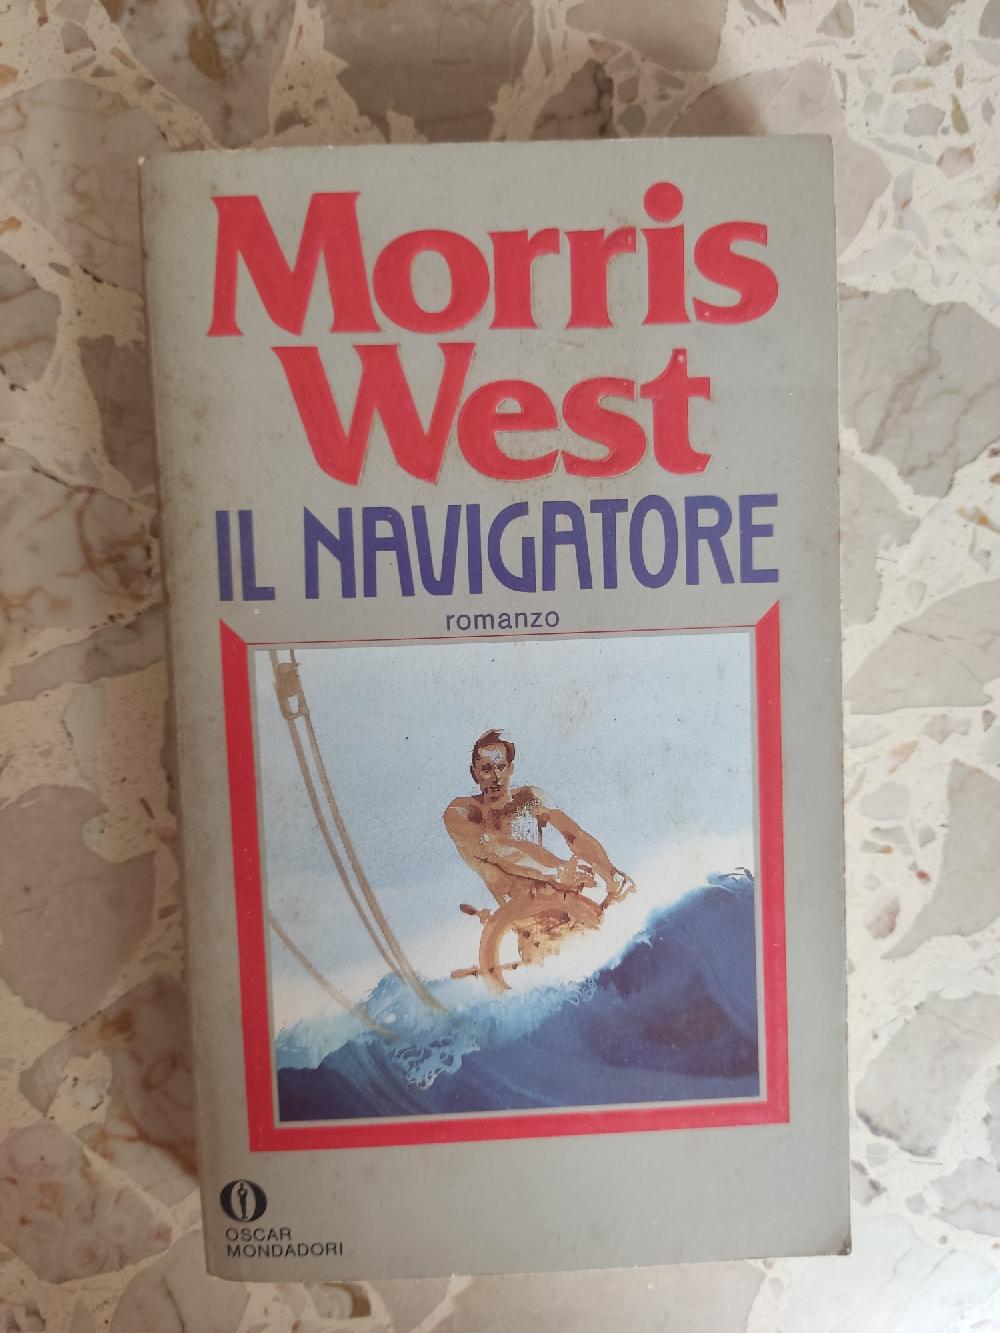 Morris
West
IL NAVIGATORE
romanzo
OSCAR
MONDADORI